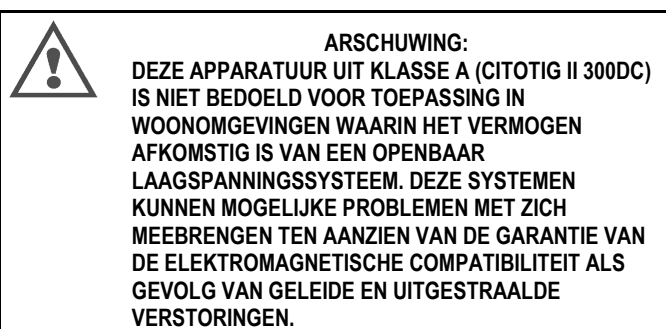 ARSCHUWING:
DEZE APPARATUUR UIT KLASSE A (CITOTIG II 300DC)
IS NIET BEDOELD VOOR TOEPASSING IN
WOONOMGEVINGEN WAARIN HET VERMOGEN
AFKOMSTIG IS VAN EEN OPENBAAR
LAAGSPANNINGSSYSTEEM. DEZE SYSTEMEN
KUNNEN MOGELIJKE PROBLEMEN MET ZICH
MEEBRENGEN TEN AANZIEN VAN DE GARANTIE VAN
DE ELEKTROMAGNETISCHE COMPATIBILITEIT ALS
GEVOLG VAN GELEIDE EN UITGESTRAALDE
VERSTORINGEN.